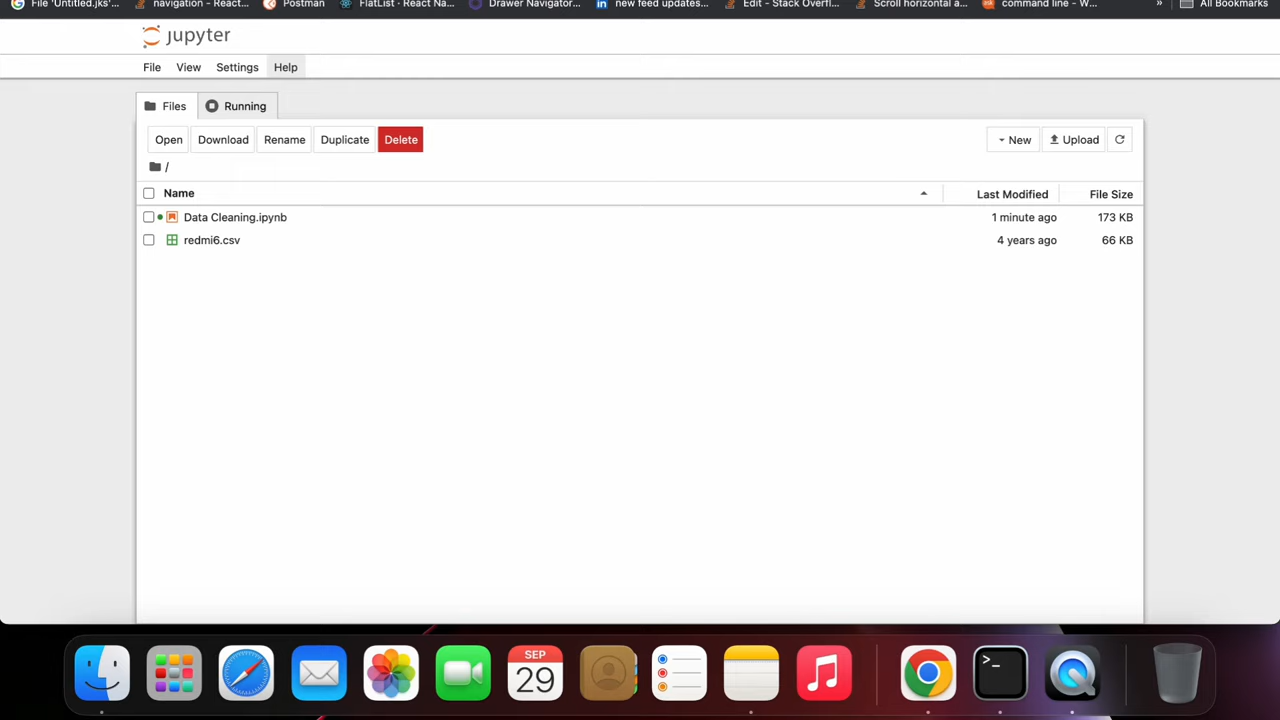 File 'Untitled.jks'...
navigation - React...
Postman
FlatList · React Na...
Drawer Navigator...
in
new feed updates...
Edit - Stack Overfl...
Scroll horizontal a...
ask
command line - W...
»
All Bookmarks
jupyter
File View Settings Help
Files Running
Open Download Rename Duplicate Delete New Upload
/
Name Last Modified File Size
Data Cleaning.ipynb 1 minute ago 173 KB
redmi6.csv 4 years ago 66 KB
SEP
29
>_